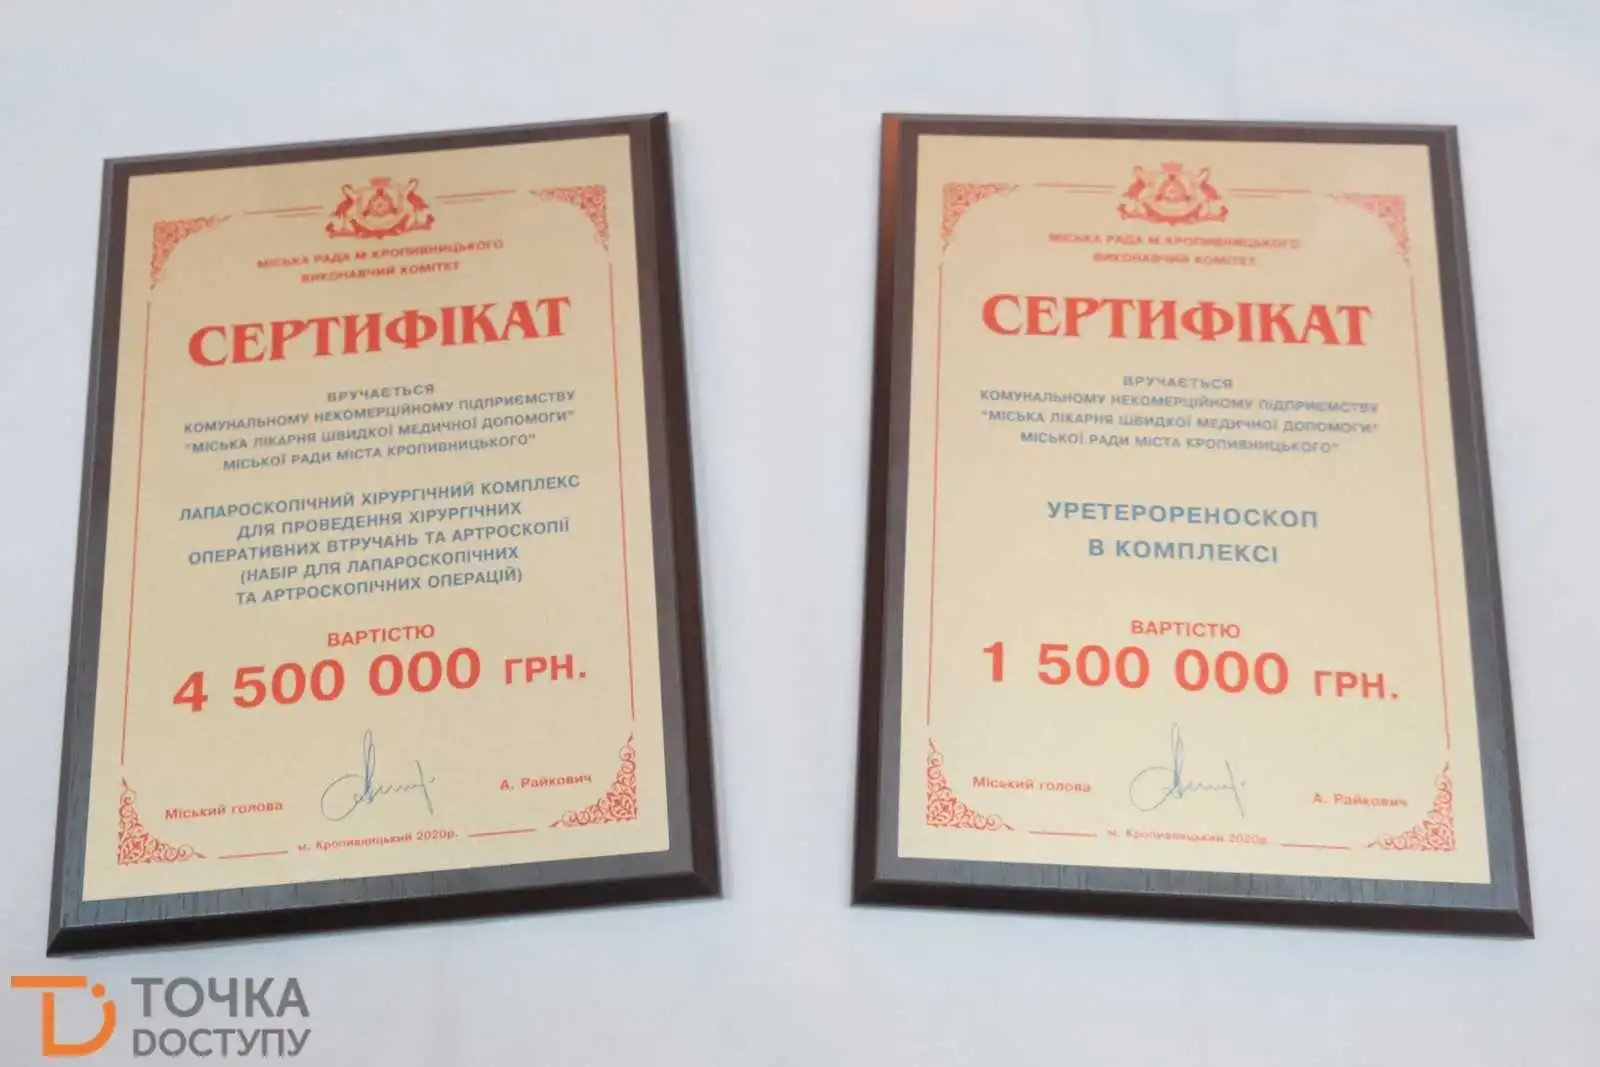 МІСЬКА РАДА М.КРОПИВНИЦЬКОГО
ВИКОНАВЧИЙ КОМІТЕТ
СЕРТИФІКАТ
ВРУЧАЄТЬСЯ
КОМУНАЛЬНОМУ НЕКОМЕРЦІЙНОМУ ПІДПРИЄМСТВУ
"МІСЬКА ЛІКАРНЯ ШВИДКОЇ МЕДИЧНОЇ ДОПОМОГИ"
МІСЬКОЇ РАДИ МІСТА КРОПИВНИЦЬКОГО"
ЛАПАРОСКОПІЧНИЙ ХІРУРГІЧНИЙ КОМПЛЕКС
ДЛЯ ПРОВЕДЕННЯ ХІРУРГІЧНИХ
ОПЕРАТИВНИХ ВТРУЧАНЬ ТА АРТРОСКОПІЇ
(НАБІР ДЛЯ ЛАПАРОСКОПІЧНИХ
ТА АРТРОСКОПІЧНИХ ОПЕРАЦІЙ)
ВАРТІСТЮ
4 500 000 ГРН.
Міський голова А. Райкович
м. Кропивницький 2020р.
МІСЬКА РАДА М.КРОПИВНИЦЬКОГО
ВИКОНАВЧИЙ КОМІТЕТ
СЕРТИФІКАТ
ВРУЧАЄТЬСЯ
КОМУНАЛЬНОМУ НЕКОМЕРЦІЙНОМУ ПІДПРИЄМСТВУ
"МІСЬКА ЛІКАРНЯ ШВИДКОЇ МЕДИЧНОЇ ДОПОМОГИ"
МІСЬКОЇ РАДИ МІСТА КРОПИВНИЦЬКОГО"
УРЕТЕРОРЕНОСКОП
В КОМПЛЕКСІ
ВАРТІСТЮ
1 500 000 ГРН.
Міський голова А. Райкович
м. Кропивницький 2020р.
ТОЧКА
DОСТУПУ